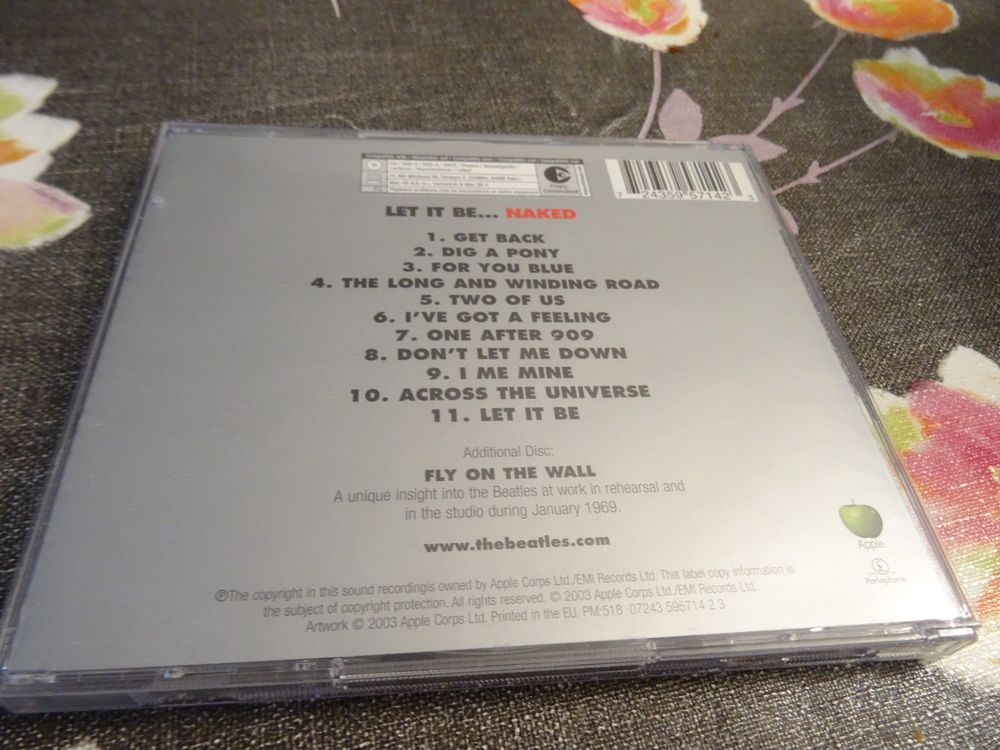 Copy
Controlled
7 24359 57142 3
LET IT BE... NAKED
1. GET BACK
2. DIG A PONY
3. FOR YOU BLUE
4. THE LONG AND WINDING ROAD
5. TWO OF US
6. I'VE GOT A FEELING
7. ONE AFTER 909
8. DON'T LET ME DOWN
9. I ME MINE
10. ACROSS THE UNIVERSE
11. LET IT BE
Additional Disc:
FLY ON THE WALL
A unique insight into the Beatles at work in rehearsal and
in the studio during January 1969.
www.thebeatles.com
Apple
Parlophone
℗The copyright in this sound recordingis owned by Apple Corps Ltd./EMI Records Ltd. This label copy information is
the subject of copyright protection. All rights reserved. © 2003 Apple Corps Ltd./EMI Records Ltd.
Artwork © 2003 Apple Corps Ltd. Printed in the EU. PM:518 07243 595714 2 3